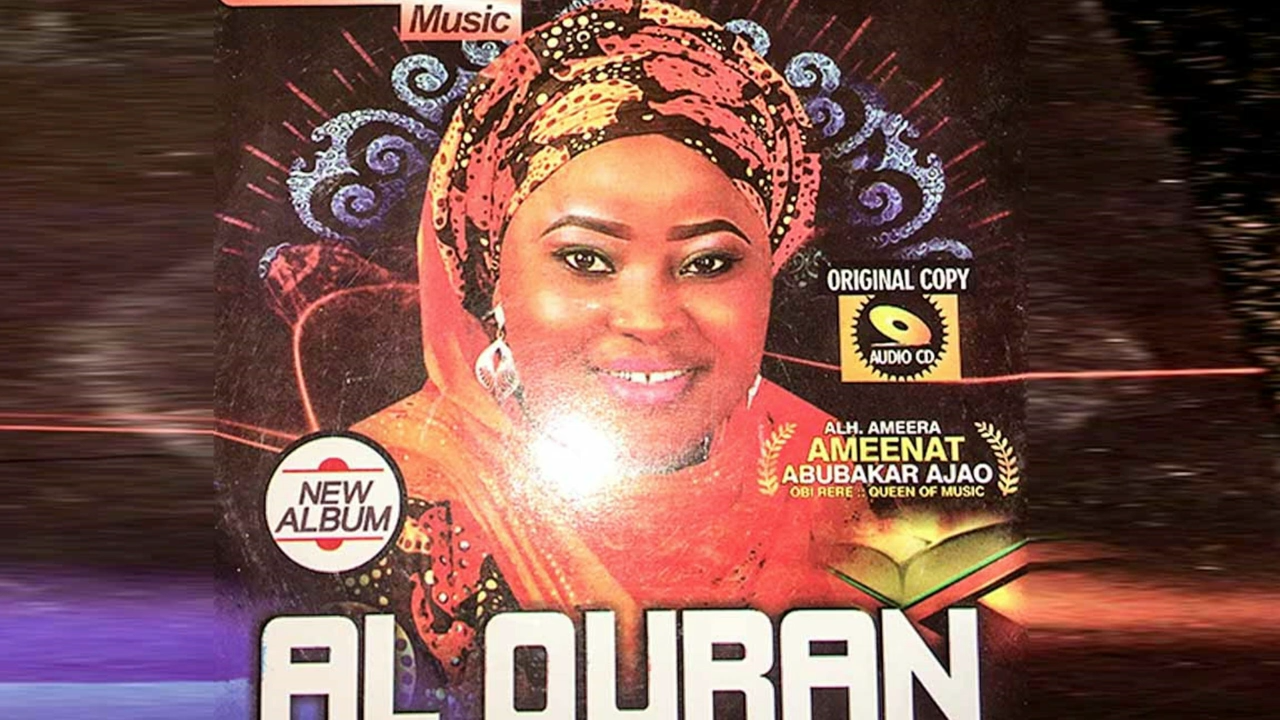 Music
ORIGINAL COPY
AUDIO CD
ALH. AMEERA
AMEENAT
ABUBAKAR AJAO
OBI RERE :: QUEEN OF MUSIC
NEW
ALBUM
AL QURAN